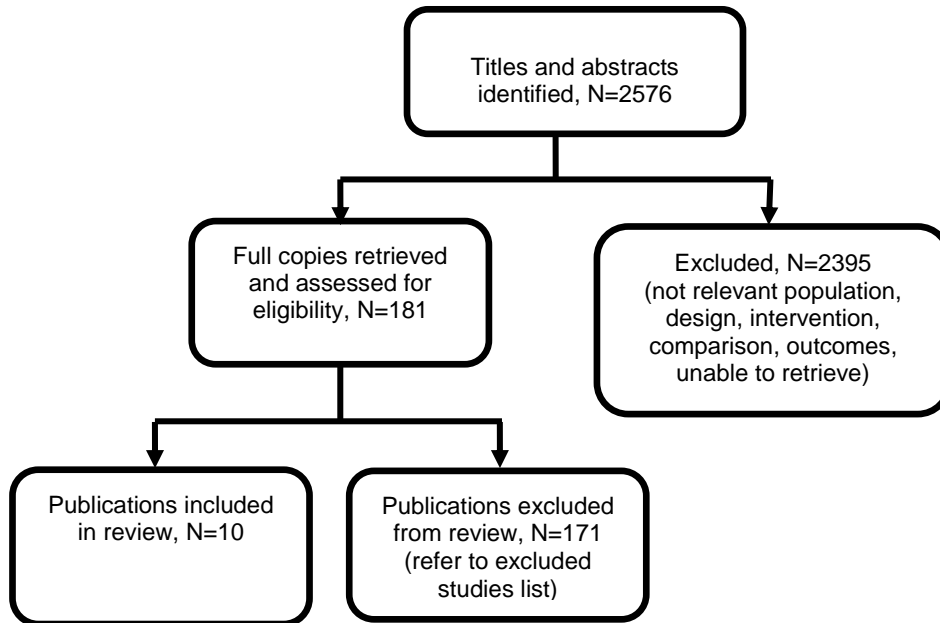 Titles and abstracts
identified, N=2576
Full copies retrieved
and assessed for
eligibility, N=181
Excluded, N=2395
(not relevant population,
design, intervention,
comparison, outcomes,
unable to retrieve)
Publications included
in review, N=10
Publications excluded
from review, N=171
(refer to excluded
studies list)